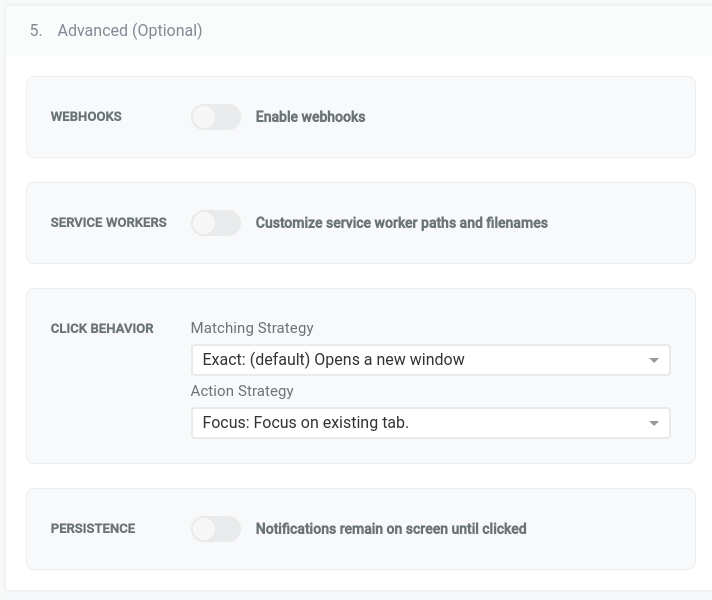 5. Advanced (Optional)
WEBHOOKS Enable webhooks
SERVICE WORKERS Customize service worker paths and filenames
CLICK BEHAVIOR Matching Strategy
Exact: (default) Opens a new window
Action Strategy
Focus: Focus on existing tab.
PERSISTENCE Notifications remain on screen until clicked